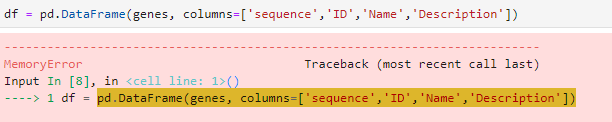 df = pd.DataFrame(genes, columns=['sequence','ID','Name','Description'])
---------------------------------------------------------------------------
MemoryError                               Traceback (most recent call last)
Input In [8], in <cell line: 1>()
----> 1 df = pd.DataFrame(genes, columns=['sequence','ID','Name','Description'])